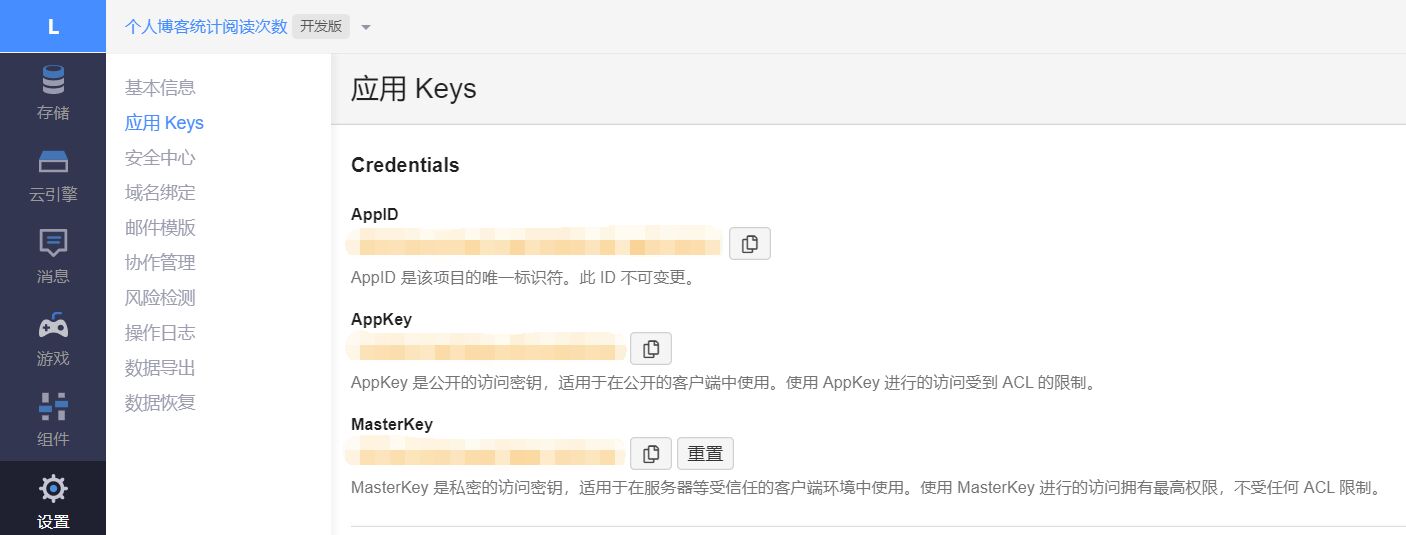 L
个人博客统计阅读次数 开发版
存储
云引擎
消息
游戏
组件
设置
基本信息
应用 Keys
安全中心
域名绑定
邮件模版
协作管理
风险检测
操作日志
数据导出
数据恢复
应用 Keys
Credentials
AppID
AppID 是该项目的唯一标识符。此 ID 不可变更。
AppKey
AppKey 是公开的访问密钥，适用于在公开的客户端中使用。使用 AppKey 进行的访问受到 ACL 的限制。
MasterKey
重置
MasterKey 是私密的访问密钥，适用于在服务器等受信任的客户端环境中使用。使用 MasterKey 进行的访问拥有最高权限，不受任何 ACL 限制。